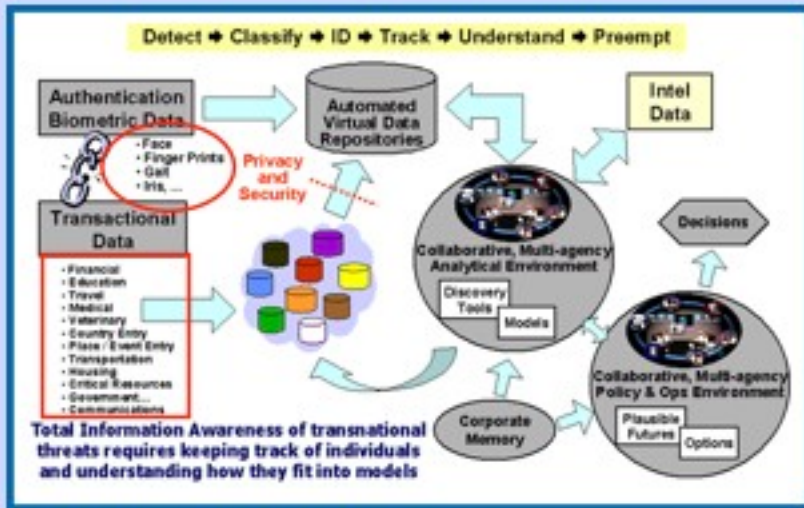 Detect ➔ Classify ➔ ID ➔ Track ➔ Understand ➔ Preempt
Authentication
Biometric Data
• Face
• Finger Prints
• Gait
• Iris, ...
Automated
Virtual Data
Repositories
Intel
Data
Privacy
and
Security
Transactional
Data
• Financial
• Education
• Travel
• Medical
• Veterinary
• Country Entry
• Place / Event Entry
• Transportation
• Housing
• Critical Resources
• Government...
• Communications
Collaborative, Multi-agency
Analytical Environment
Discovery
Tools
Models
Decisions
Collaborative, Multi-agency
Policy & Ops Environment
Plausible
Futures
Options
Corporate
Memory
Total Information Awareness of transnational
threats requires keeping track of individuals
and understanding how they fit into models